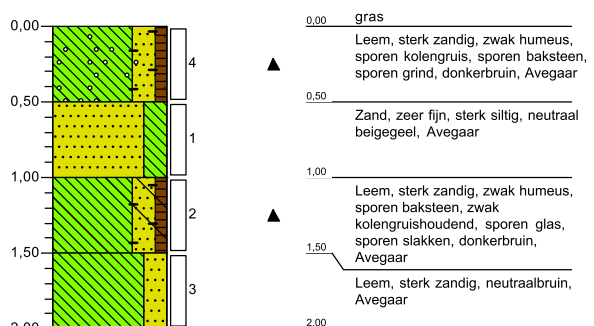 0,00
0,50
1,00
1,50
2,00
4
1
2
3
0,00
gras
Leem, sterk zandig, zwak humeus,
sporen kolengruis, sporen baksteen,
sporen grind, donkerbruin, Avegaar
0,50
Zand, zeer fijn, sterk siltig, neutraal
beigegeel, Avegaar
1,00
Leem, sterk zandig, zwak humeus,
sporen baksteen, zwak
kolengruishoudend, sporen glas,
sporen slakken, donkerbruin,
Avegaar
1,50
Leem, sterk zandig, neutraalbruin,
Avegaar
2,00